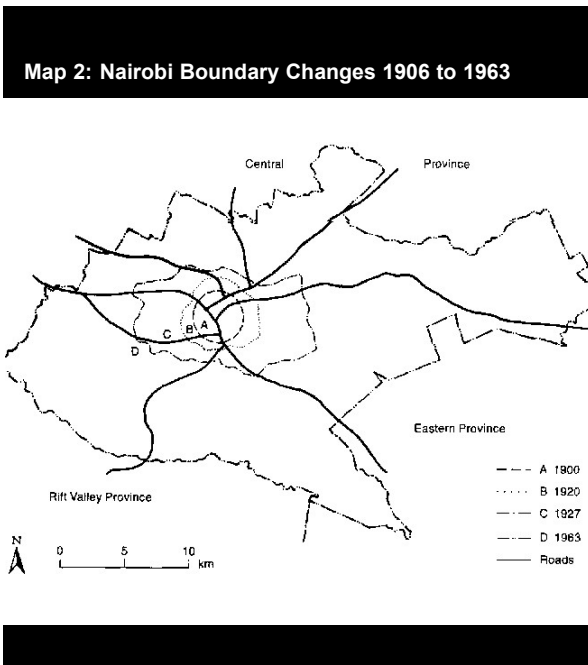 Map 2: Nairobi Boundary Changes 1906 to 1963
Central Province
C B A
D
Eastern Province
Rift Valley Province
A 1900
B 1920
C 1927
D 1963
Roads
N
0 5 10
km